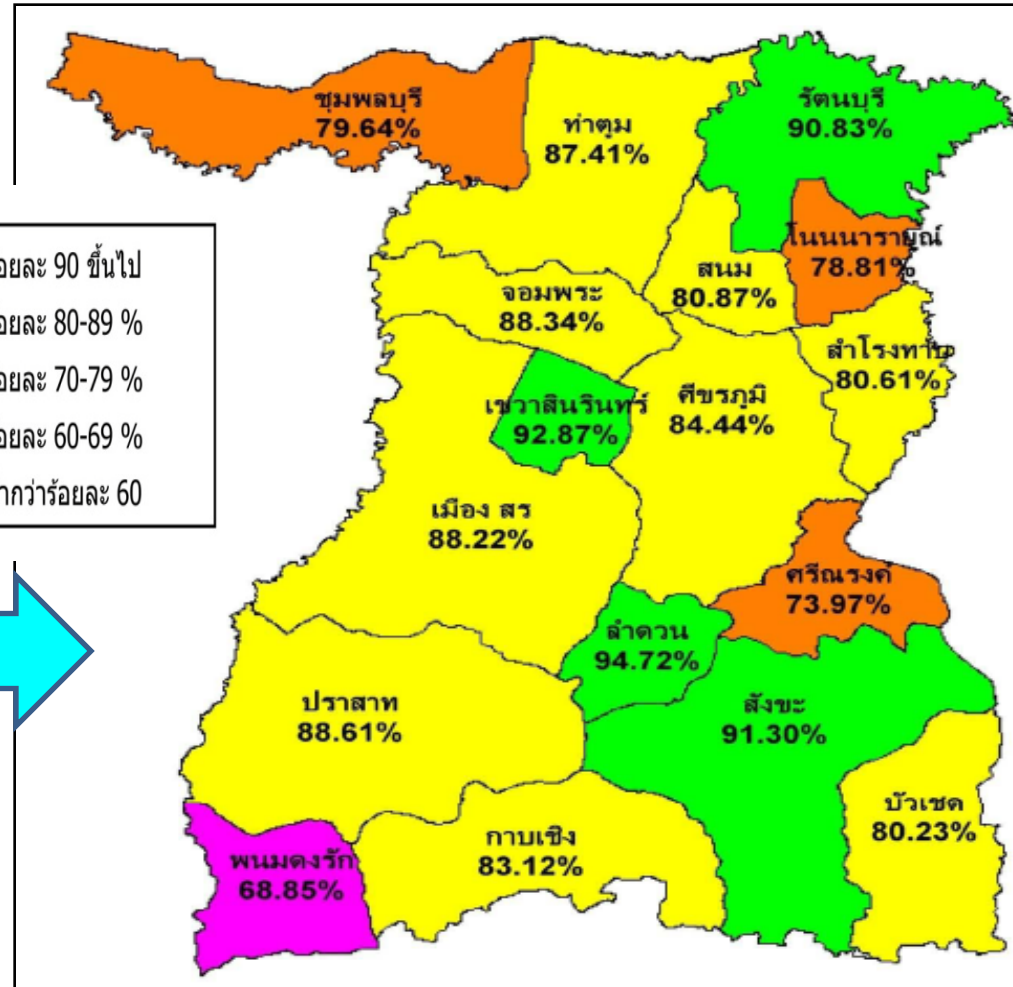 ชุมพลบุรี
79.64%
ท่าตูม
87.41%
รัตนบุรี
90.83%
โนนนารายณ์
78.81%
สนม
80.87%
จอมพระ
88.34%
สำโรงทาบ
80.61%
ศีขรภูมิ
84.44%
เขวาสินรินทร์
92.87%
เมือง สร
88.22%
ศรีณรงค์
73.97%
ลำดวน
94.72%
สังขะ
91.30%
ปราสาท
88.61%
บัวเชด
80.23%
กาบเชิง
83.12%
พนมดงรัก
68.85%
อยละ 90 ขึ้นไป
อยละ 80-89 %
อยละ 70-79 %
อยละ 60-69 %
ากว่าร้อยละ 60